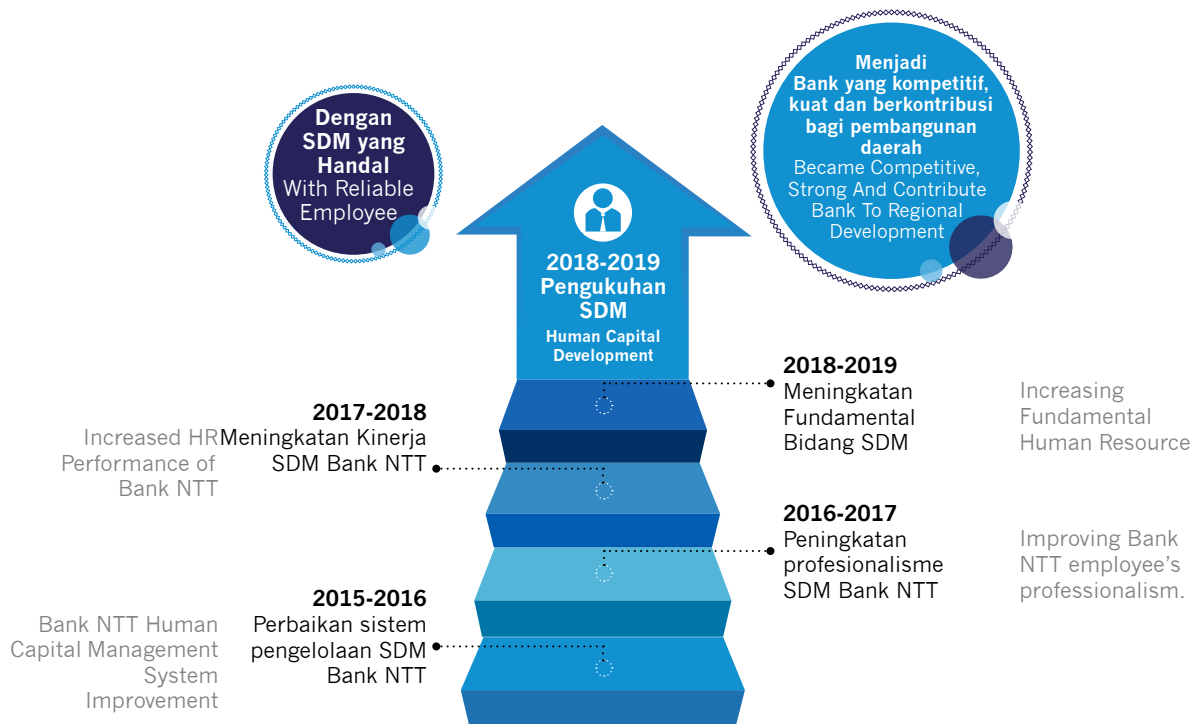 Dengan
SDM yang
Handal
With Reliable
Employee
Menjadi
Bank yang kompetitif,
kuat dan berkontribusi
bagi pembangunan
daerah
Became Competitive,
Strong And Contribute
Bank To Regional
Development
2018-2019
Pengukuhan
SDM
Human Capital
Development
2018-2019
Meningkatan
Fundamental
Bidang SDM
Increasing
Fundamental
Human Resource
2017-2018
Meningkatan Kinerja
SDM Bank NTT
Increased HR
Performance of
Bank NTT
2016-2017
Peningkatan
profesionalisme
SDM Bank NTT
Improving Bank
NTT employee's
professionalism.
2015-2016
Perbaikan sistem
pengelolaan SDM
Bank NTT
Bank NTT Human
Capital Management
System
Improvement